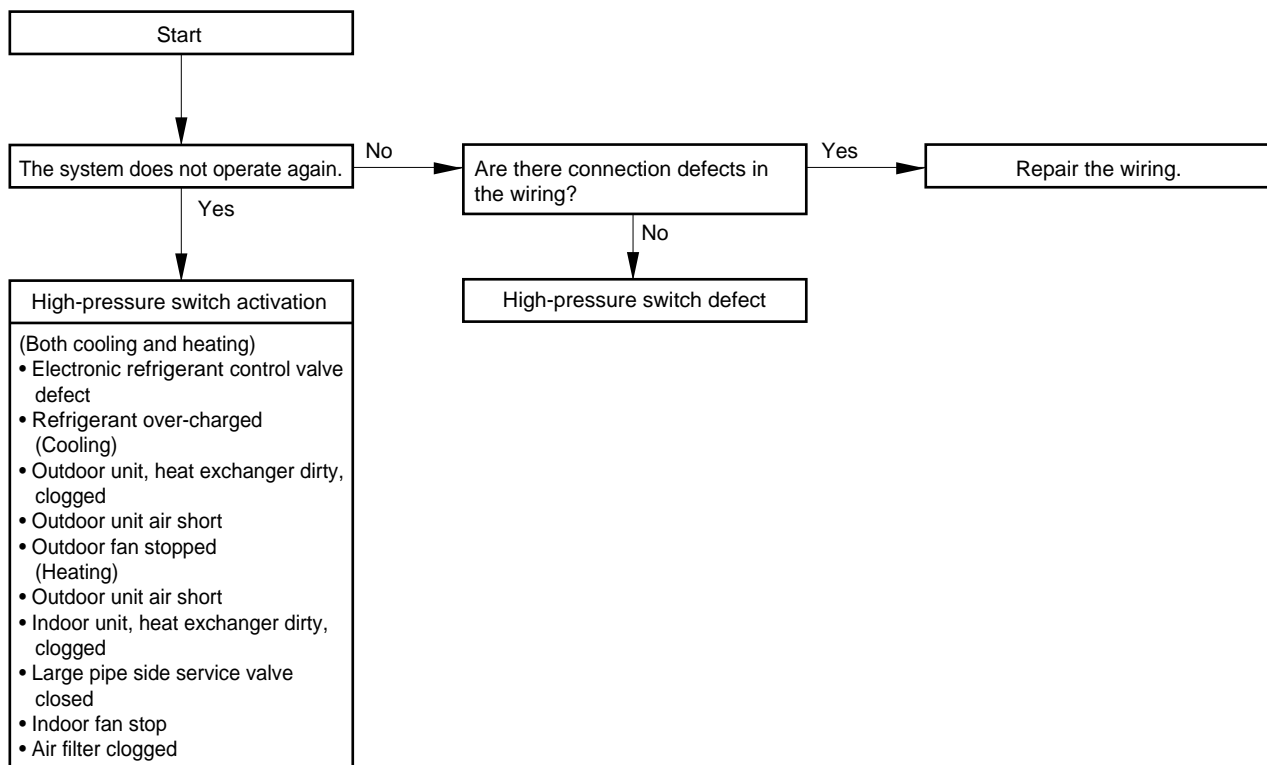 Start
The system does not operate again.
No
Are there connection defects in
the wiring?
Yes
Repair the wiring.
Yes
No
High-pressure switch activation
High-pressure switch defect
(Both cooling and heating)
• Electronic refrigerant control valve
defect
• Refrigerant over-charged
(Cooling)
• Outdoor unit, heat exchanger dirty,
clogged
• Outdoor unit air short
• Outdoor fan stopped
(Heating)
• Outdoor unit air short
• Indoor unit, heat exchanger dirty,
clogged
• Large pipe side service valve
closed
• Indoor fan stop
• Air filter clogged